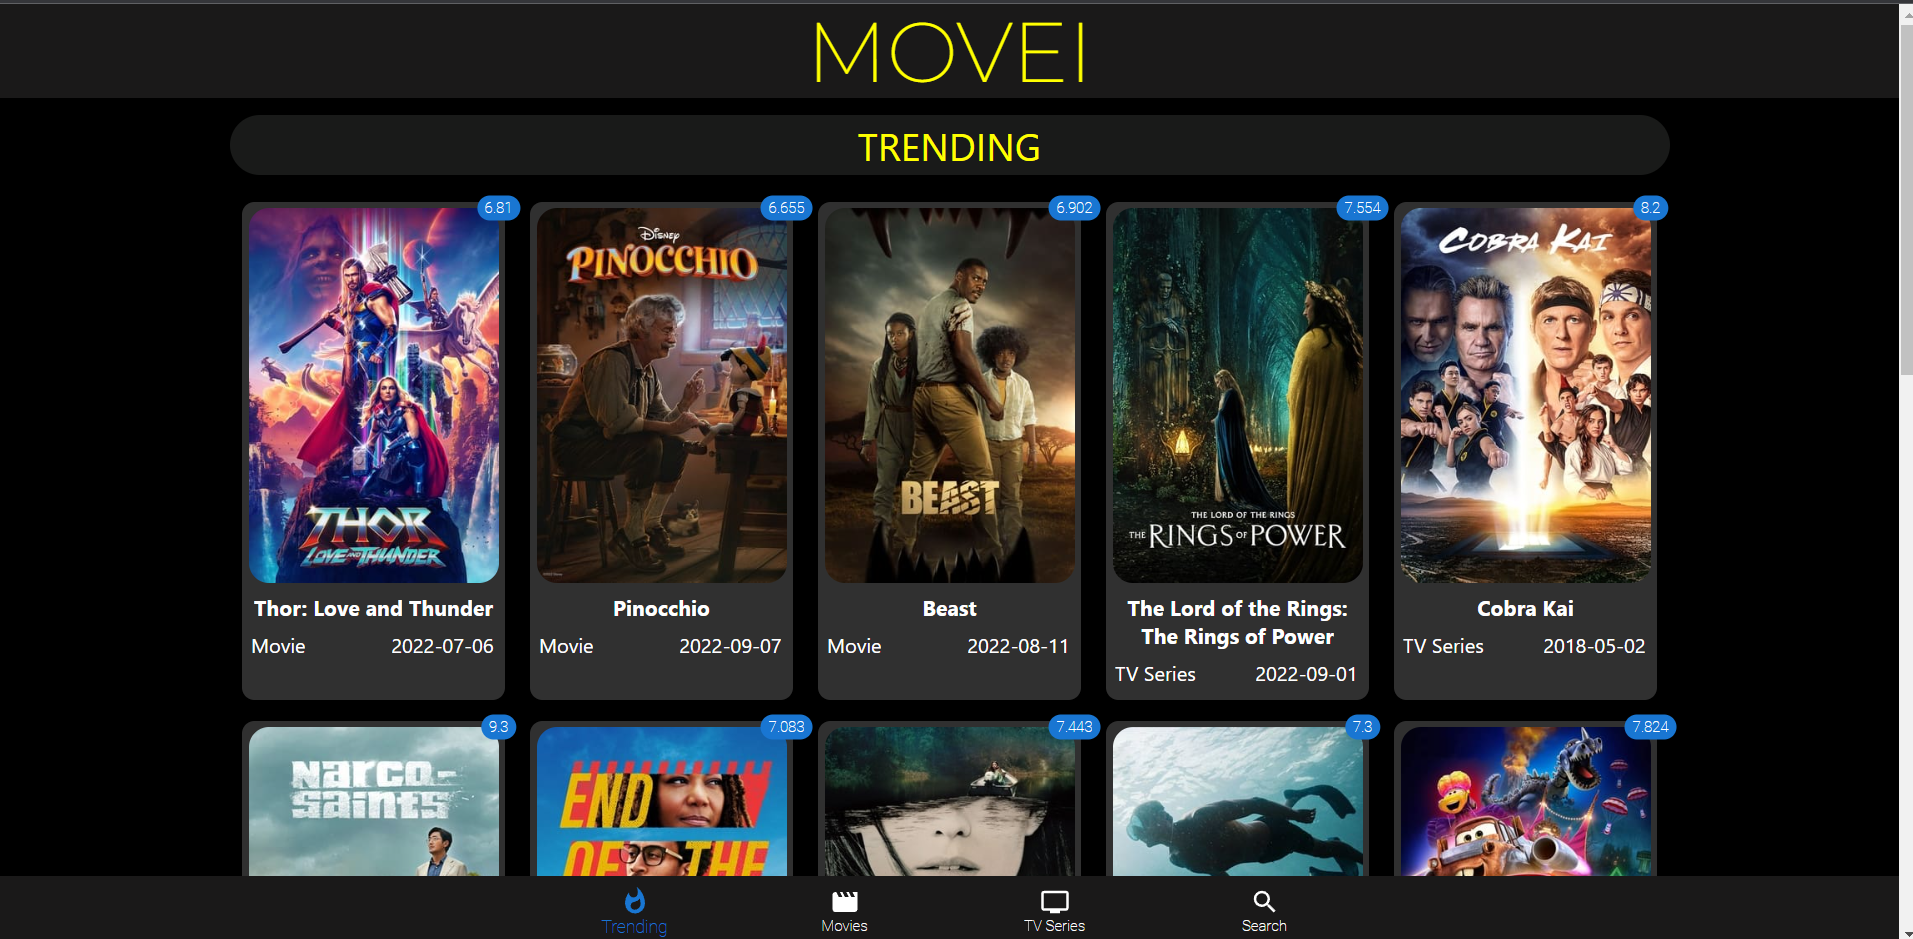 MOVEI
TRENDING
6.81
6.655
6.902
7.554
8.2
Disney
PINOCCHIO
COBRA KAI
BEAST
THOR
LOVE AND THUNDER
THE LORD OF THE RINGS
THE RINGS OF POWER
Thor: Love and Thunder
Pinocchio
Beast
The Lord of the Rings:
The Rings of Power
Cobra Kai
Movie 2022-07-06
Movie 2022-09-07
Movie 2022-08-11
TV Series 2022-09-01
TV Series 2018-05-02
9.3
7.083
7.443
7.3
7.824
NARCO-
SAINTS
END
OF THE
Trending
Movies
TV Series
Search